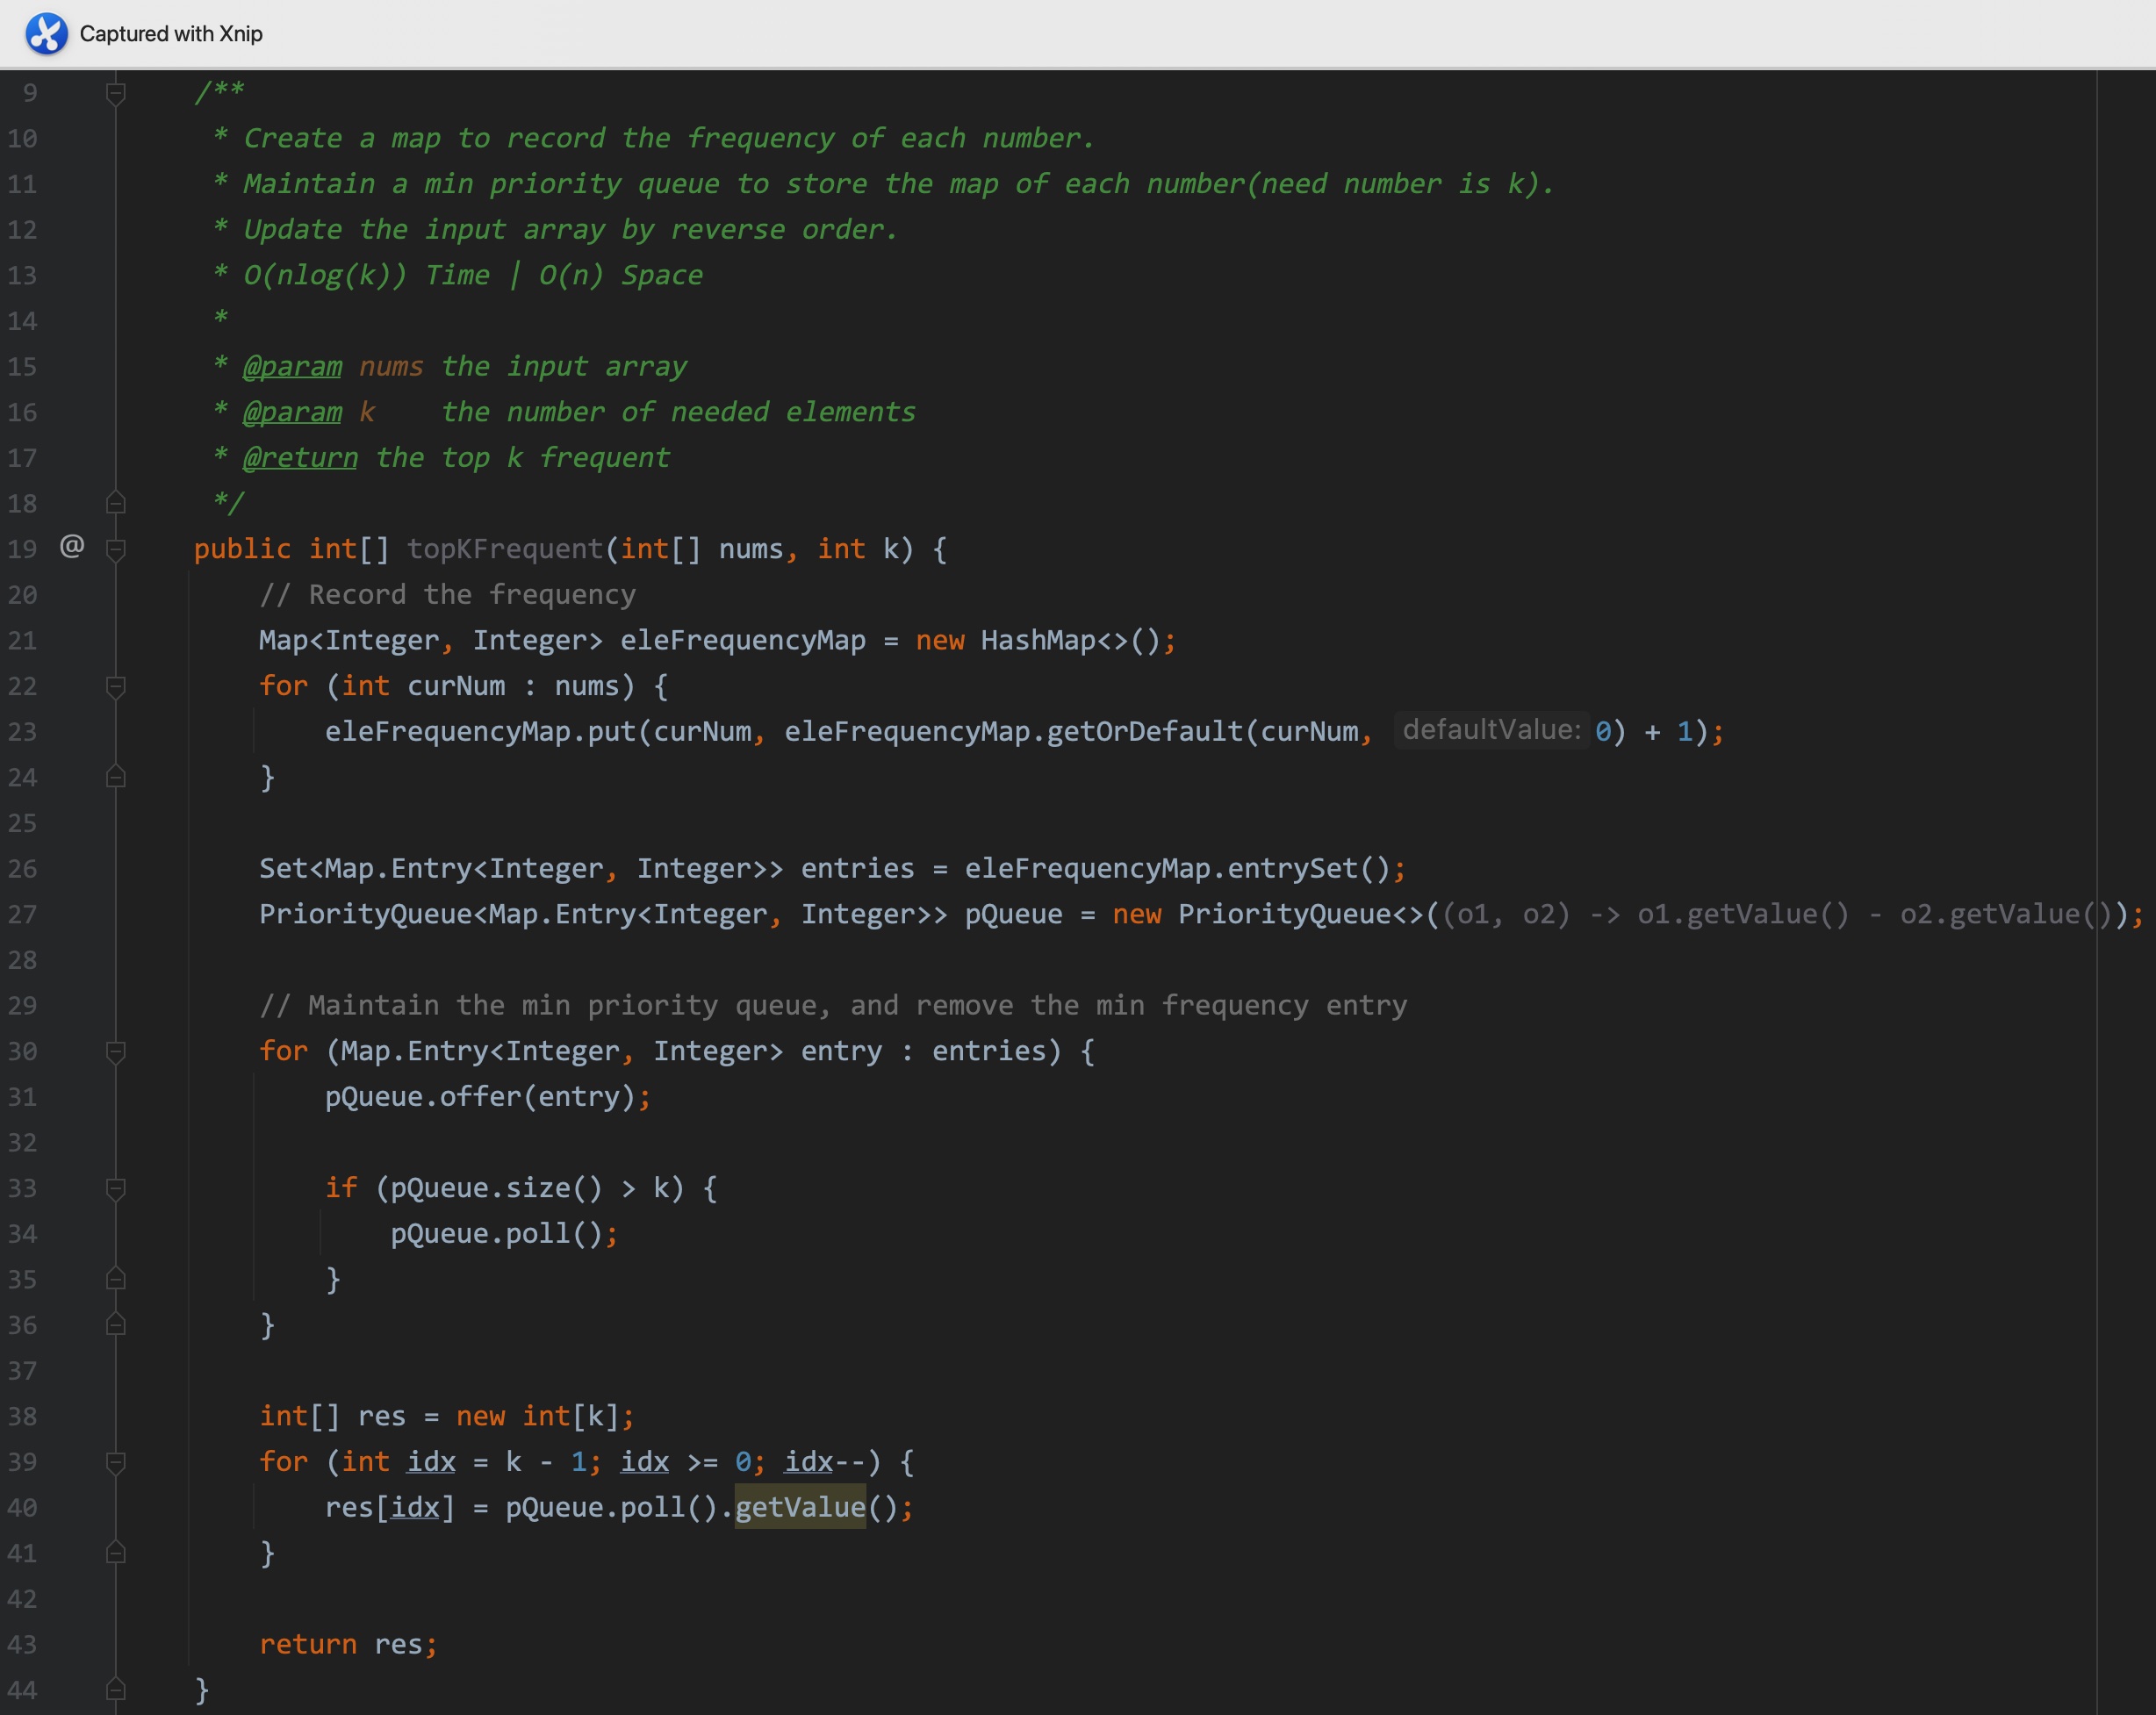 Captured with Xnip
9 /**
10 * Create a map to record the frequency of each number.
11 * Maintain a min priority queue to store the map of each number(need number is k).
12 * Update the input array by reverse order.
13 * O(nlog(k)) Time | O(n) Space
14 *
15 * @param nums the input array
16 * @param k    the number of needed elements
17 * @return the top k frequent
18 */
19 @ public int[] topKFrequent(int[] nums, int k) {
20 // Record the frequency
21 Map<Integer, Integer> eleFrequencyMap = new HashMap<>();
22 for (int curNum : nums) {
23 eleFrequencyMap.put(curNum, eleFrequencyMap.getOrDefault(curNum, defaultValue: 0) + 1);
24 }
25
26 Set<Map.Entry<Integer, Integer>> entries = eleFrequencyMap.entrySet();
27 PriorityQueue<Map.Entry<Integer, Integer>> pQueue = new PriorityQueue<>((o1, o2) -> o1.getValue() - o2.getValue());
28
29 // Maintain the min priority queue, and remove the min frequency entry
30 for (Map.Entry<Integer, Integer> entry : entries) {
31 pQueue.offer(entry);
32
33 if (pQueue.size() > k) {
34 pQueue.poll();
35 }
36 }
37
38 int[] res = new int[k];
39 for (int idx = k - 1; idx >= 0; idx--) {
40 res[idx] = pQueue.poll().getValue();
41 }
42
43 return res;
44 }